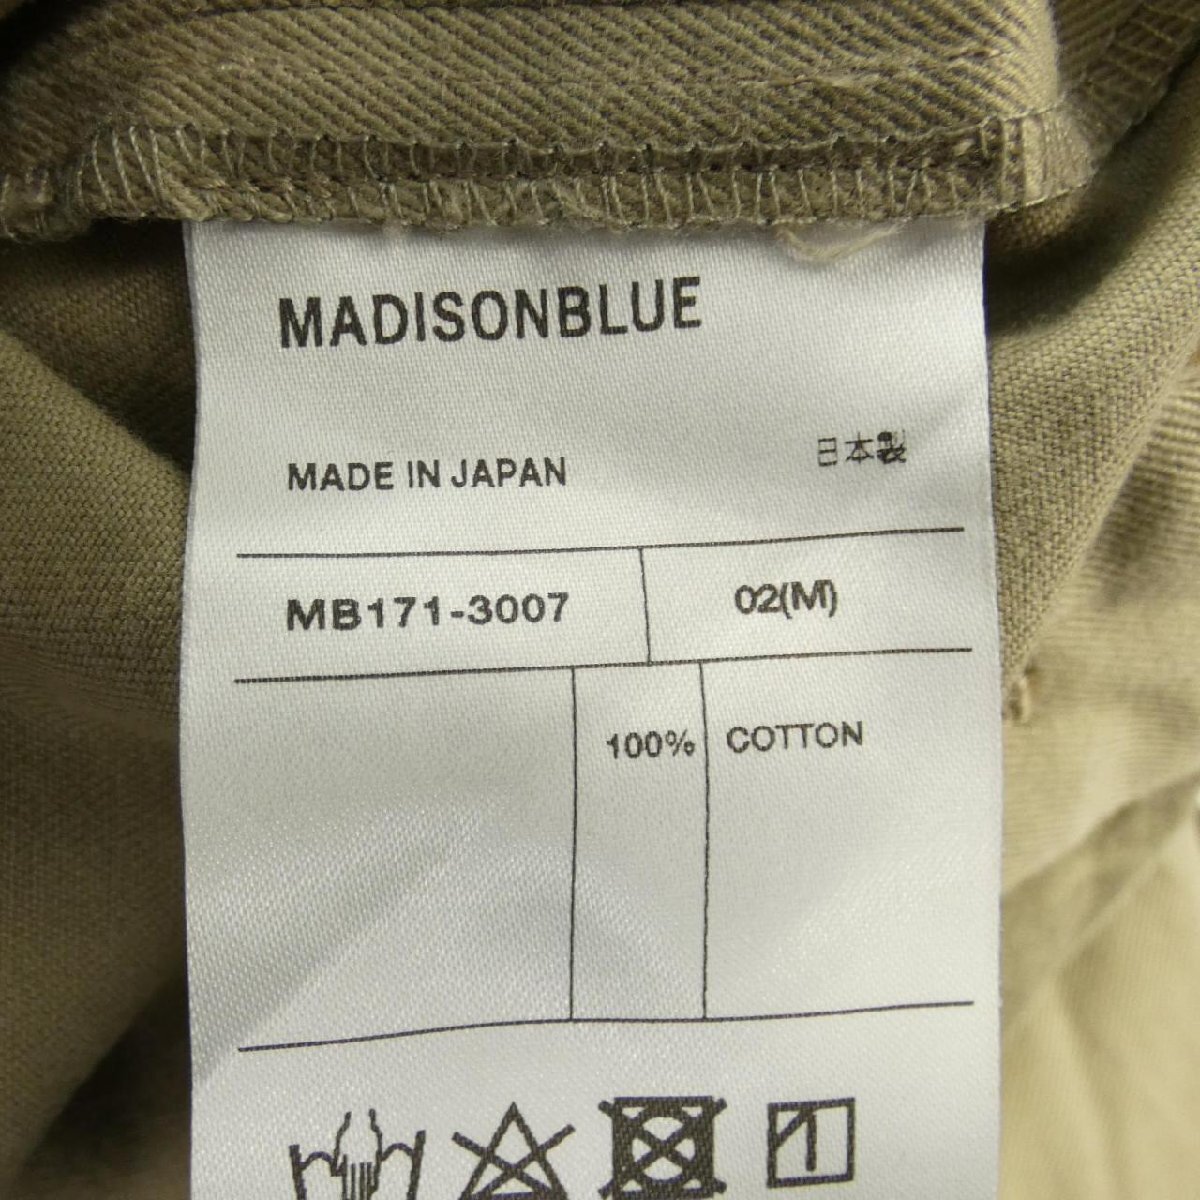 MADISONBLUE
MADE IN JAPAN 日本製
MB171-3007 02(M)
100% COTTON